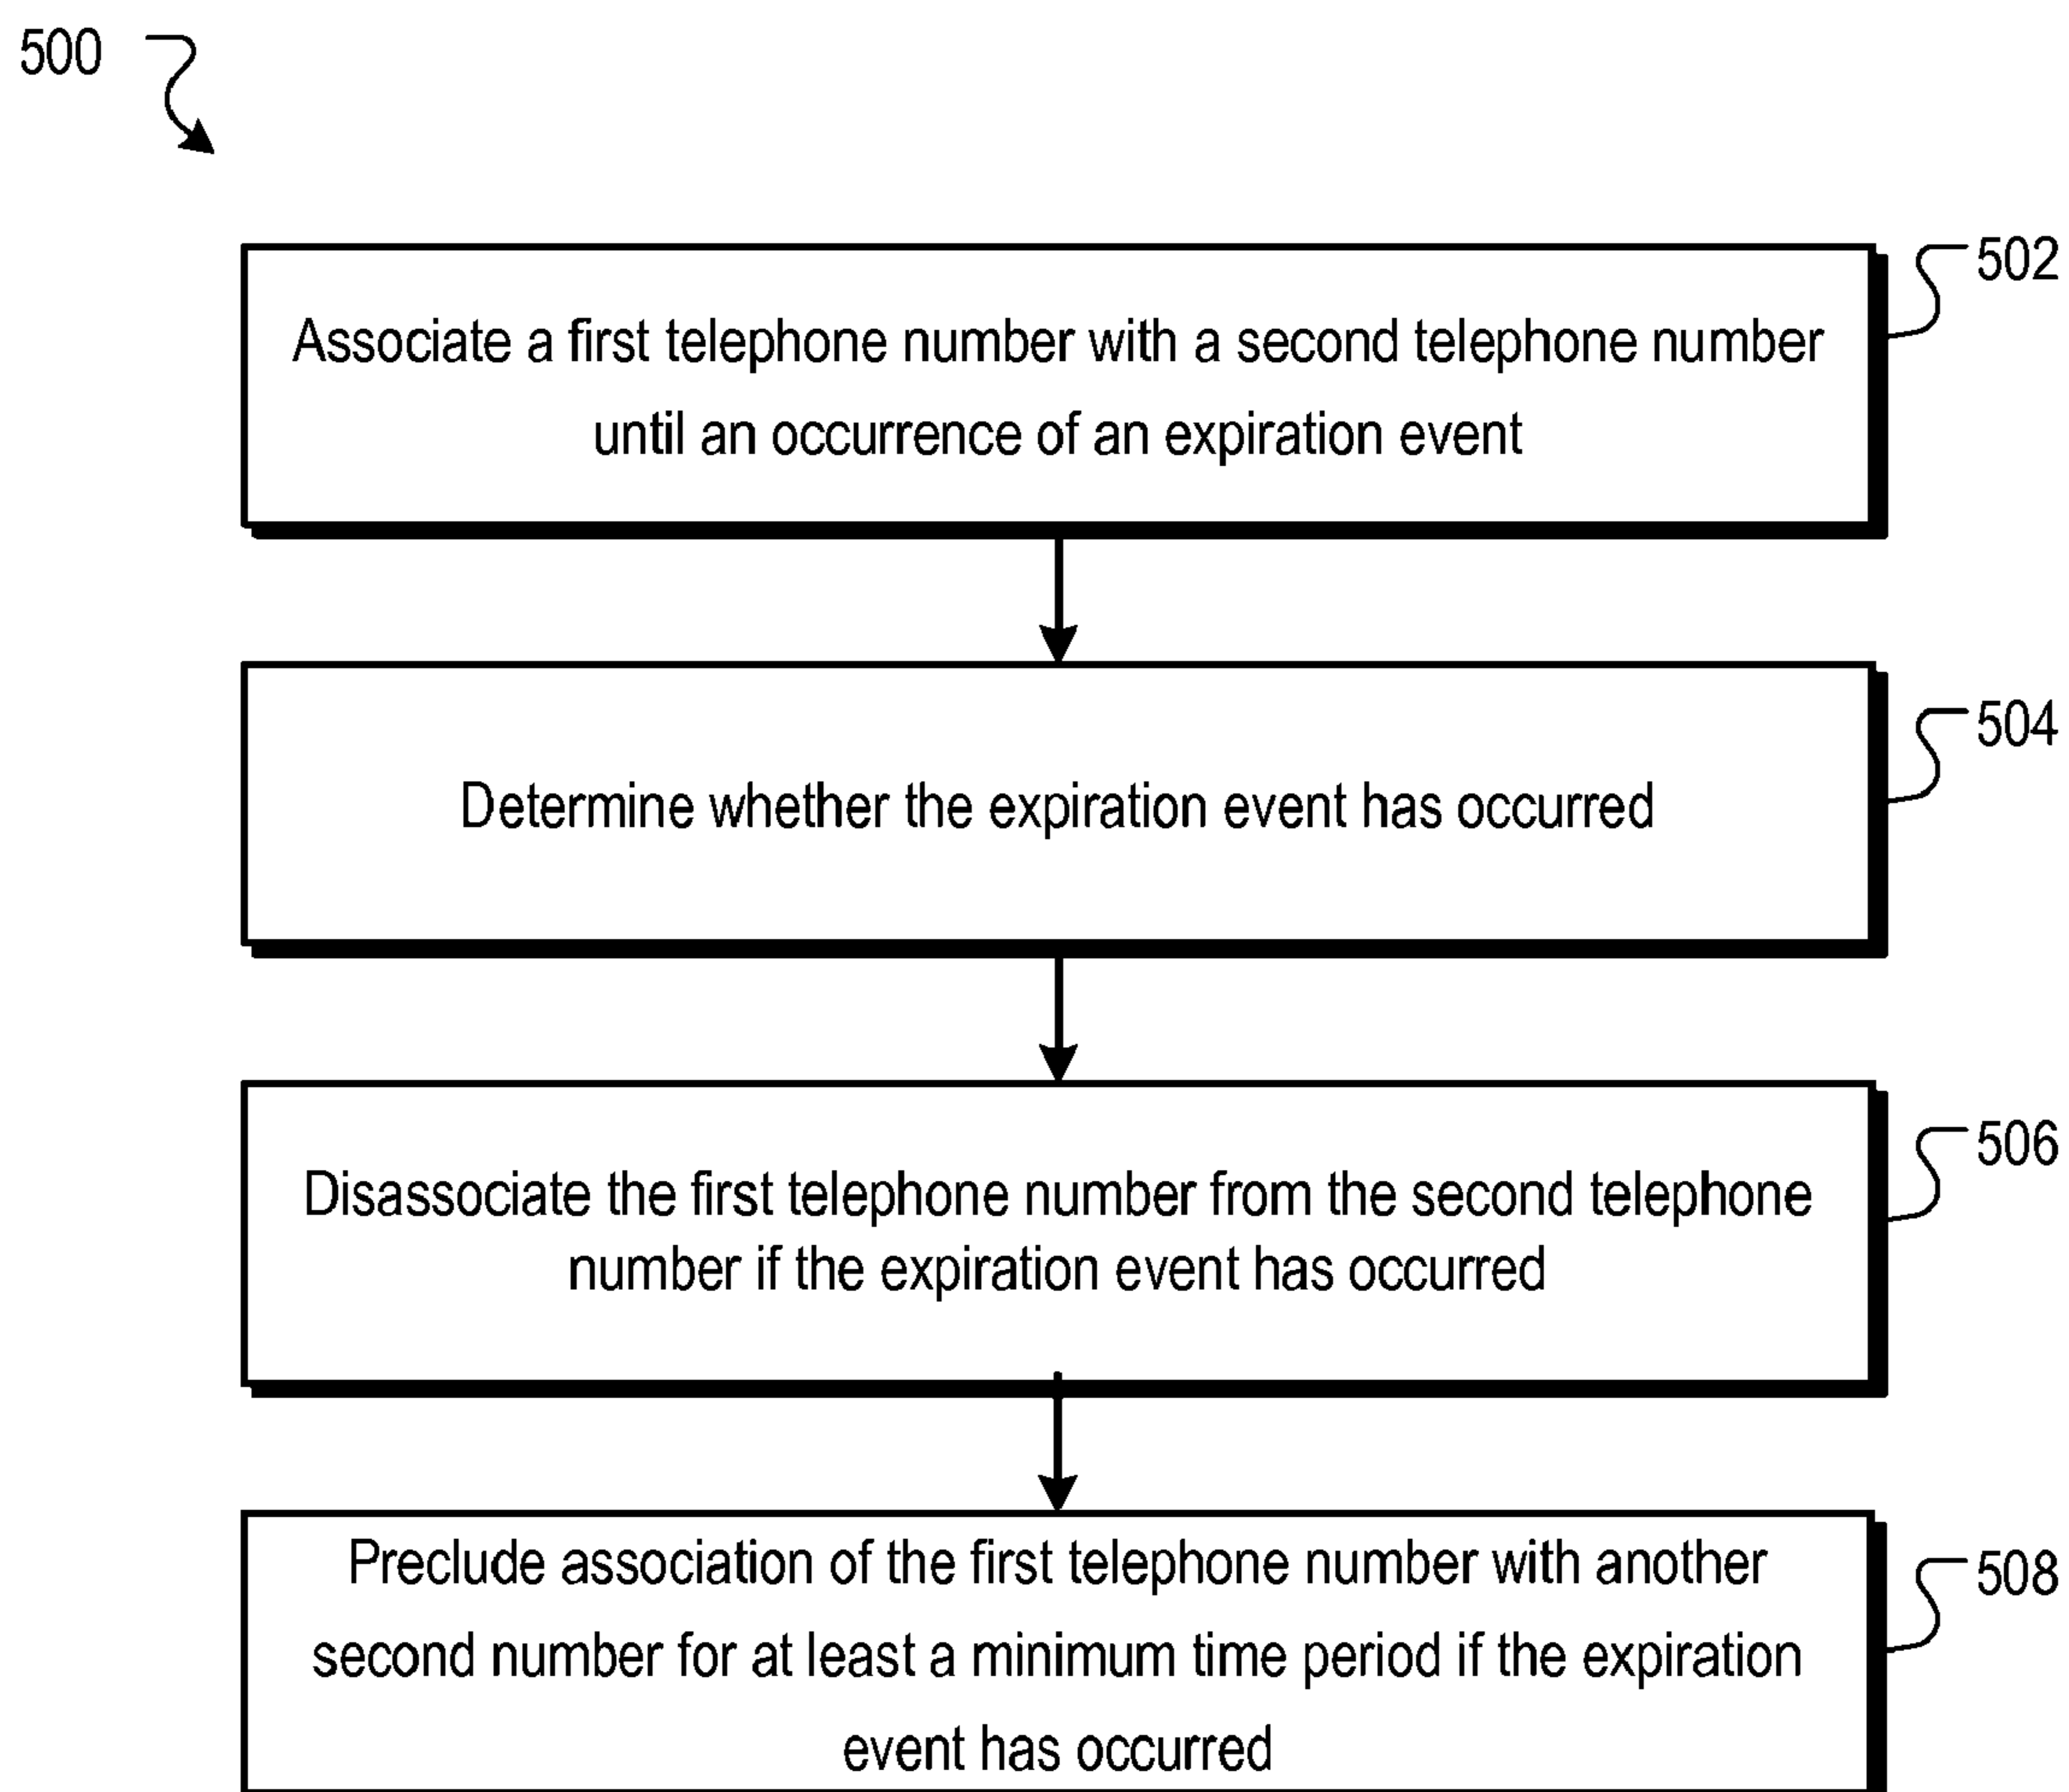 500
502
Associate a first telephone number with a second telephone number
until an occurrence of an expiration event
504
Determine whether the expiration event has occurred
506
Disassociate the first telephone number from the second telephone
number if the expiration event has occurred
508
Preclude association of the first telephone number with another
second number for at least a minimum time period if the expiration
event has occurred